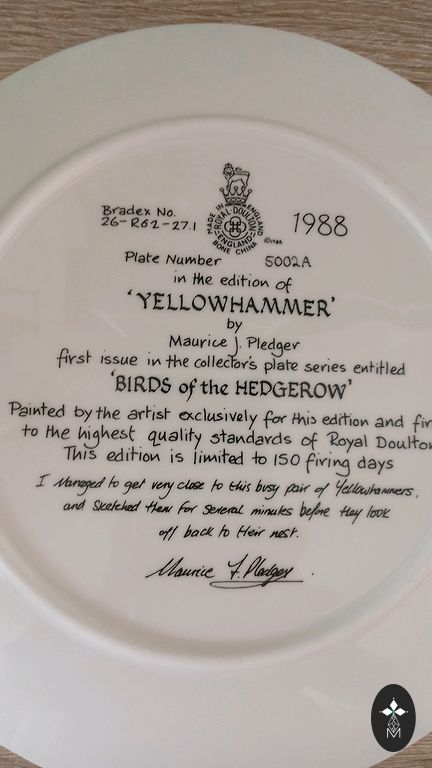 Bradex No.
26-R62-27.1
MADE IN ENGLAND
ROYAL DOULTON
ENGLAND
BONE CHINA
1988
Plate Number 5002A
in the edition of
'YELLOWHAMMER'
by
Maurice J. Pledger
first issue in the collector's plate series entitled
'BIRDS of the HEDGEROW'
Painted by the artist exclusively for this edition and fir
to the highest quality standards of Royal Doulton
This edition is limited to 150 firing days
I Managed to get very close to this busy pair of Yellowhammers,
and sketched them for several minutes before they took
off back to their nest.
Maurice J. Pledger
M